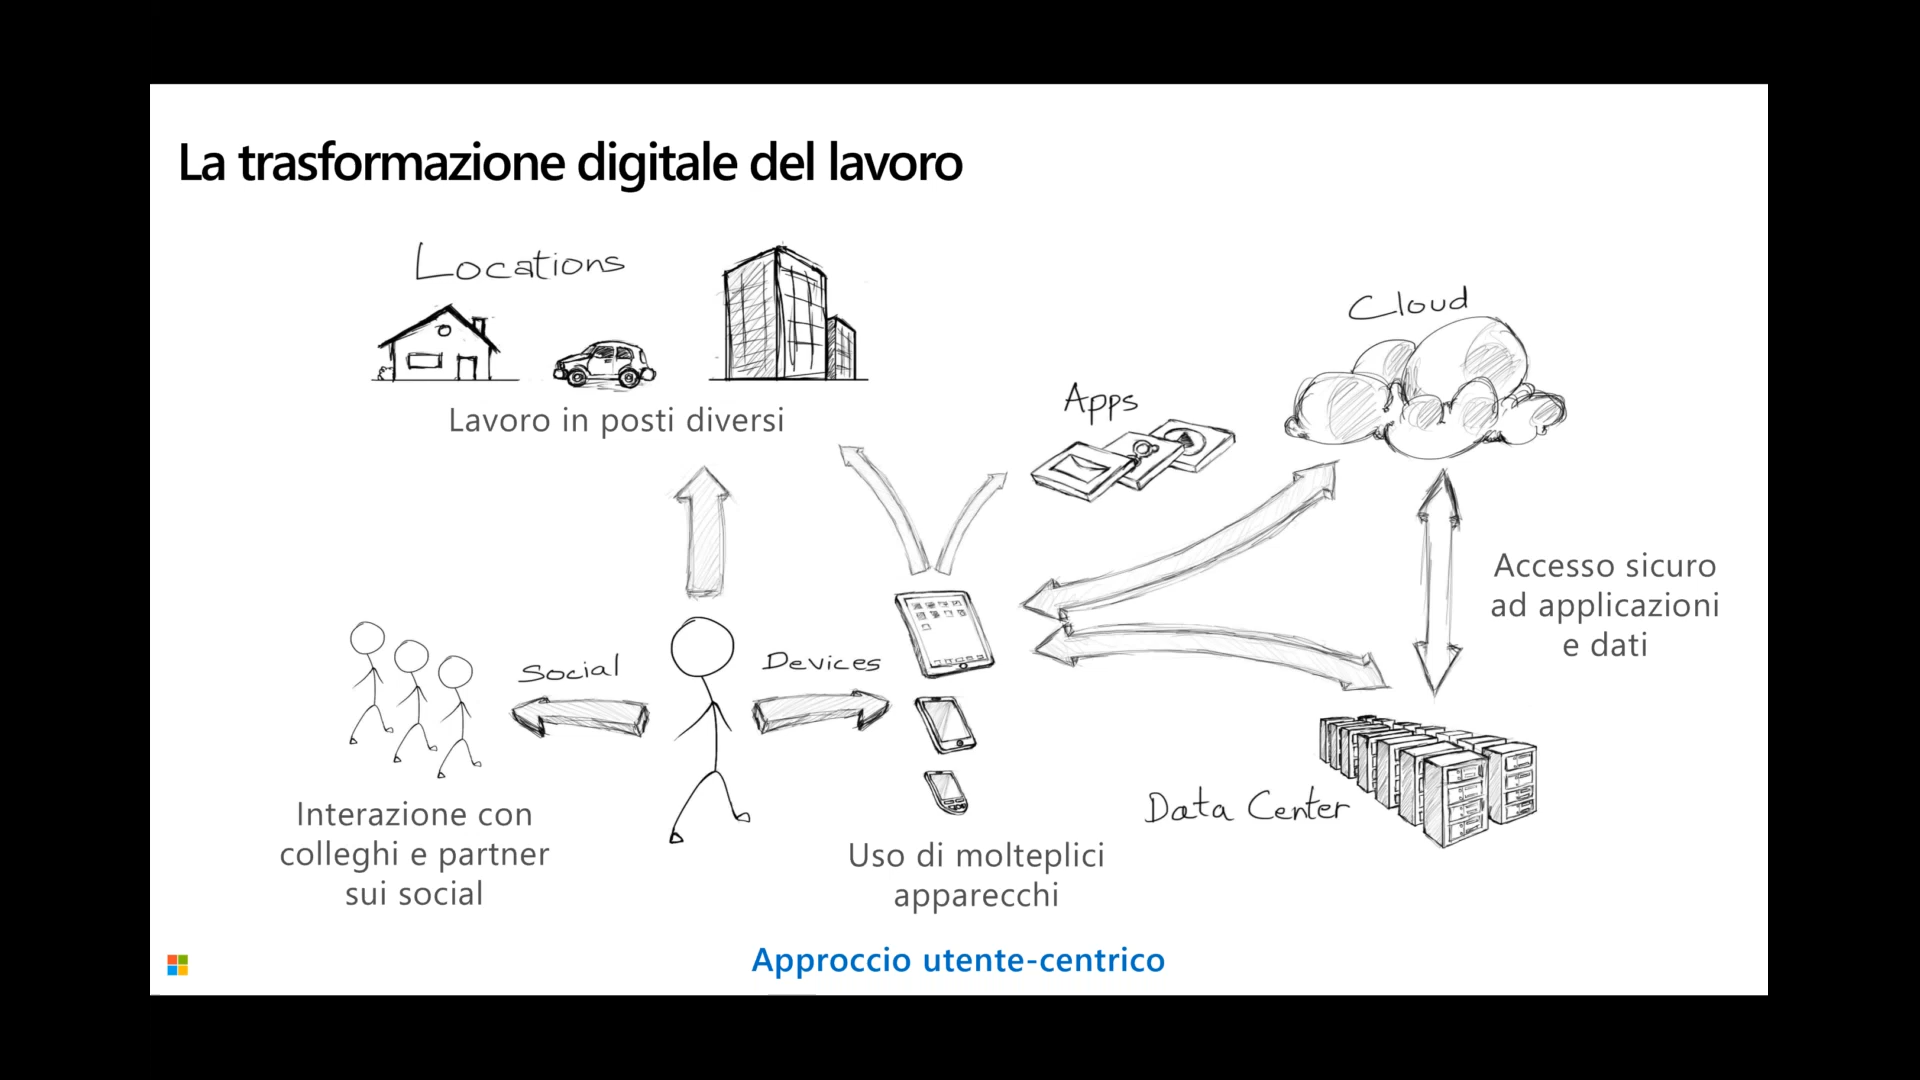 La trasformazione digitale del lavoro
Locations
Lavoro in posti diversi
Cloud
Apps
Accesso sicuro
ad applicazioni
e dati
Social
Devices
Interazione con
colleghi e partner
sui social
Uso di molteplici
apparecchi
Data Center
Approccio utente-centrico